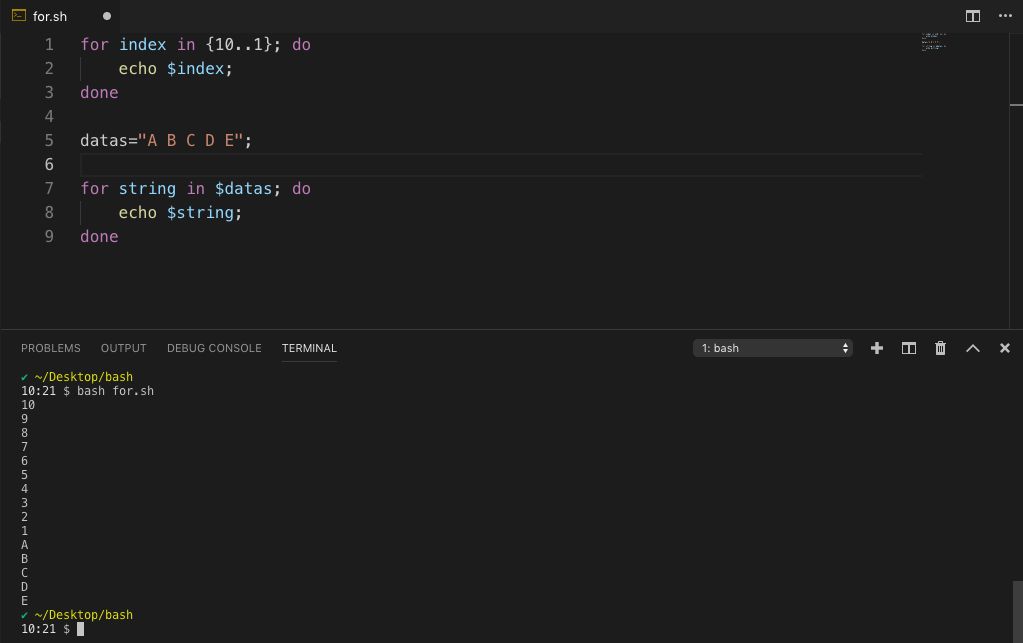 for.sh
1 for index in {10..1}; do
2     echo $index;
3 done
4
5 datas="A B C D E";
6
7 for string in $datas; do
8     echo $string;
9 done
PROBLEMS OUTPUT DEBUG CONSOLE TERMINAL 1: bash
✔ ~/Desktop/bash
10:21 $ bash for.sh
10
9
8
7
6
5
4
3
2
1
A
B
C
D
E
✔ ~/Desktop/bash
10:21 $